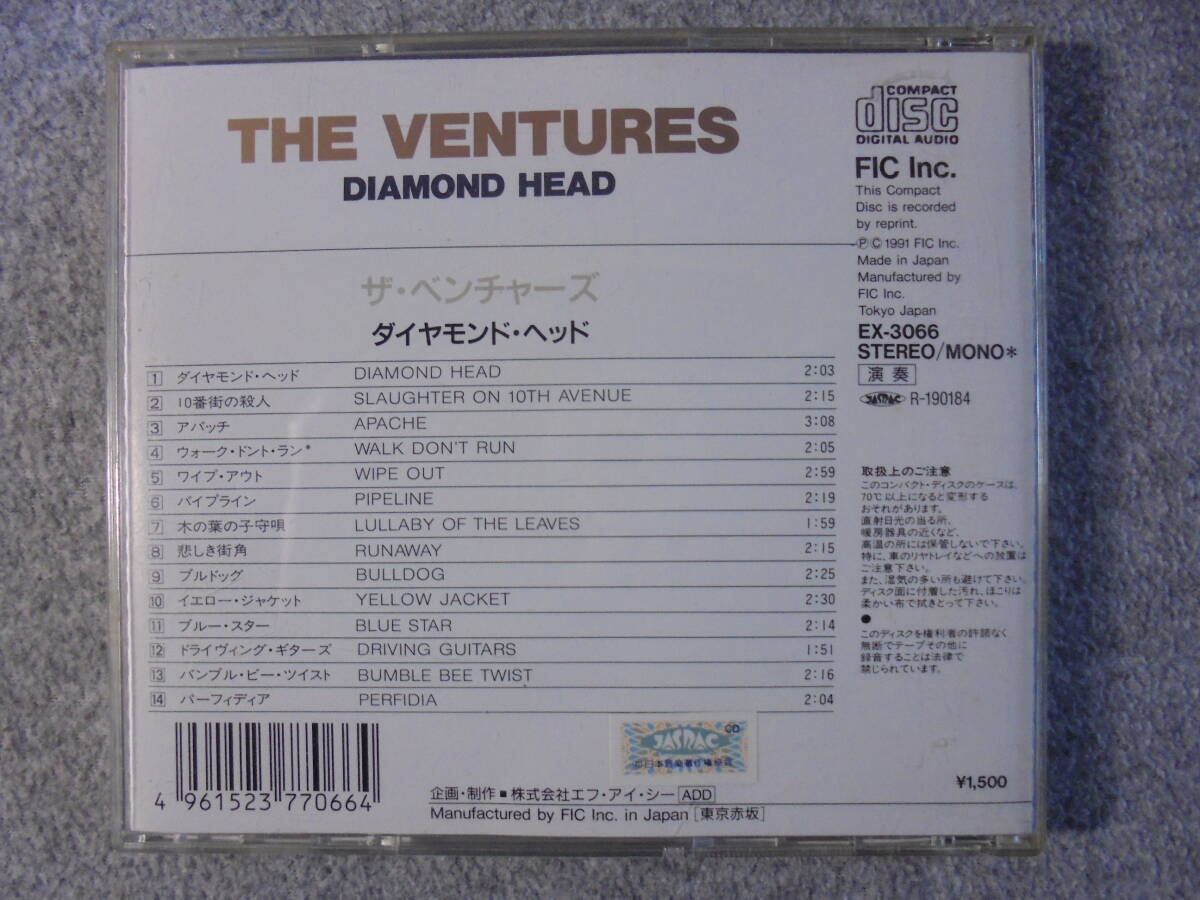 THE VENTURES
DIAMOND HEAD
ザ・ベンチャーズ
ダイヤモンド・ヘッド
1 ダイヤモンド・ヘッド DIAMOND HEAD 2:03
2 10番街の殺人 SLAUGHTER ON 10TH AVENUE 2:15
3 アパッチ APACHE 3:08
4 ウォーク・ドント・ラン* WALK DON'T RUN 2:05
5 ワイプ・アウト WIPE OUT 2:59
6 パイプライン PIPELINE 2:19
7 木の葉の子守唄 LULLABY OF THE LEAVES 1:59
8 悲しき街角 RUNAWAY 2:15
9 ブルドッグ BULLDOG 2:25
10 イエロー・ジャケット YELLOW JACKET 2:30
11 ブルー・スター BLUE STAR 2:14
12 ドライヴィング・ギターズ DRIVING GUITARS 1:51
13 バンブル・ビー・ツイスト BUMBLE BEE TWIST 2:16
14 パーフィディア PERFIDIA 2:04
4 961523 770664
JASRAC
CD
企画・制作■株式会社エフ・アイ・シー ADD
Manufactured by FIC Inc. in Japan [東京赤坂]
COMPACT
disc
DIGITAL AUDIO
FIC Inc.
This Compact
Disc is recorded
by reprint.
Ⓟ© 1991 FIC Inc.
Made in Japan
Manufactured by
FIC Inc.
Tokyo Japan
EX-3066
STEREO/MONO*
演奏
JASRAC R-190184
取扱上のご注意
このコンパクト・ディスクのケースは、
70℃以上になると変形する
おそれがあります。
直射日光の当る所、
暖房器具の近くなど、
高温の所には保管しないで下さい。
特に、車のリヤトレイなどへの放置は
ご注意下さい。
また、湿気の多い所も避けて下さい。
ディスク面に付着した汚れ、ほこりは
柔かい布で拭きとって下さい。
●
このディスクを権利者の許諾なく
無断でテープその他に
録音することは法律で
禁じられています。
¥1,500